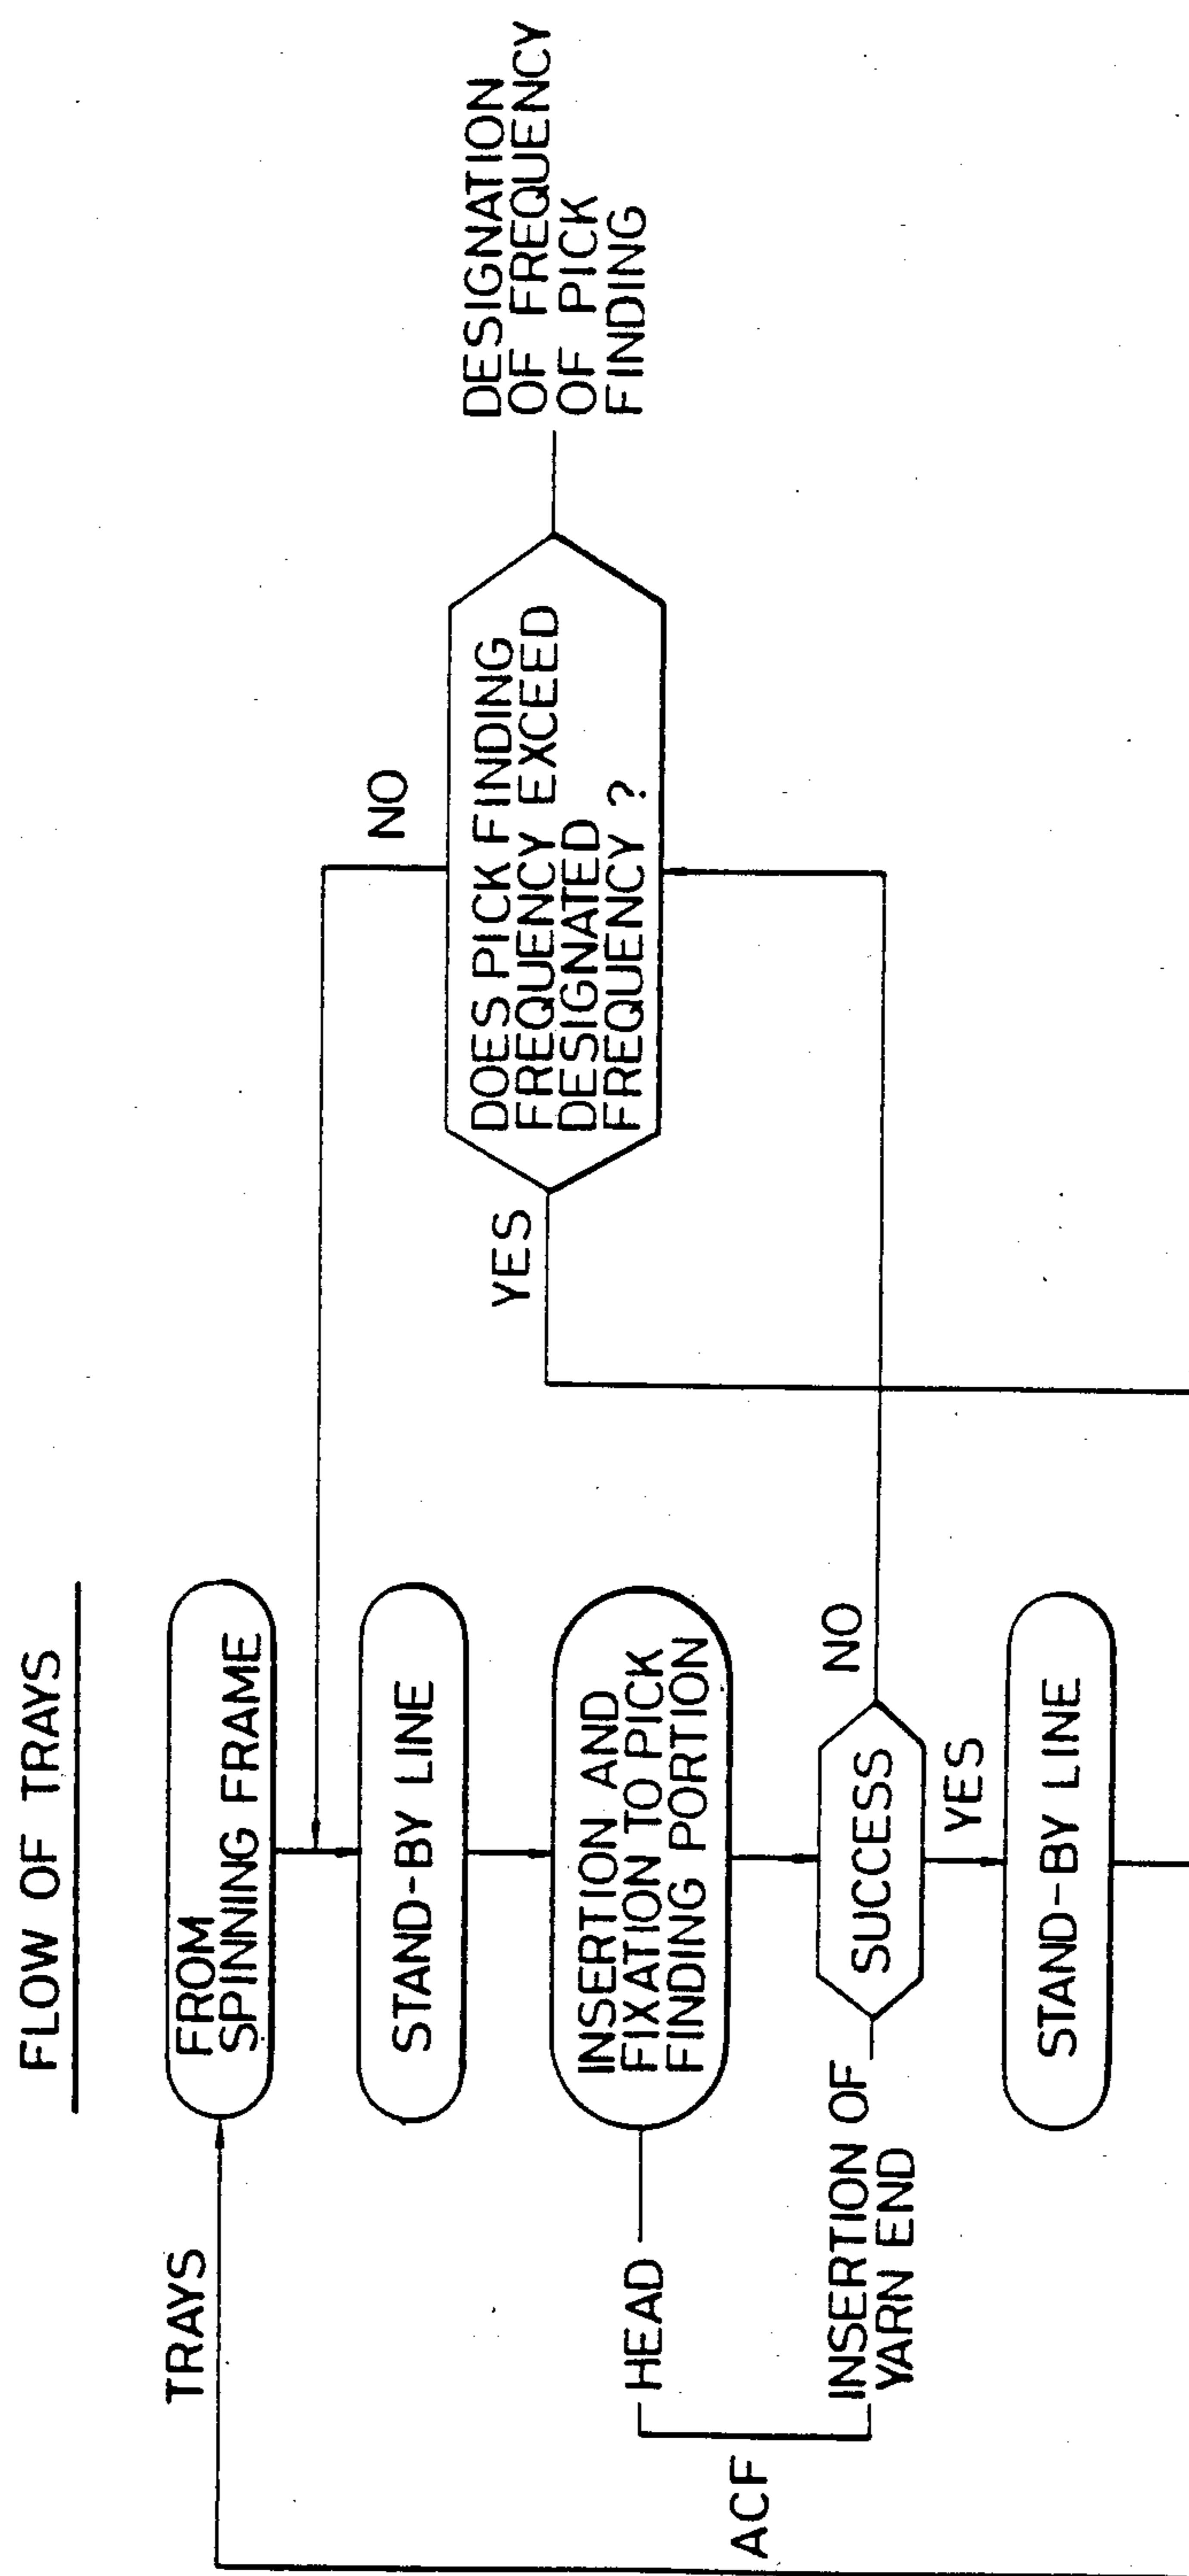 FLOW OF TRAYS
TRAYS
FROM
SPINNING FRAME
STAND-BY LINE
NO
HEAD
INSERTION AND
FIXATION TO PICK
FINDING PORTION
YES
DOES PICK FINDING
FREQUENCY EXCEED
DESIGNATED
FREQUENCY ?
DESIGNATION
OF FREQUENCY
OF PICK
FINDING
ACF
INSERTION OF
YARN END
SUCCESS
NO
YES
STAND-BY LINE